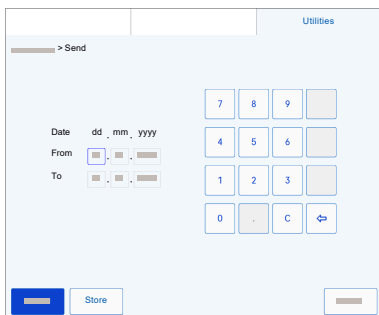 Utilities
> Send
7 8 9
Date dd . mm . yyyy
4 5 6
From . .
To . .
1 2 3
0 . C ⇦
Store